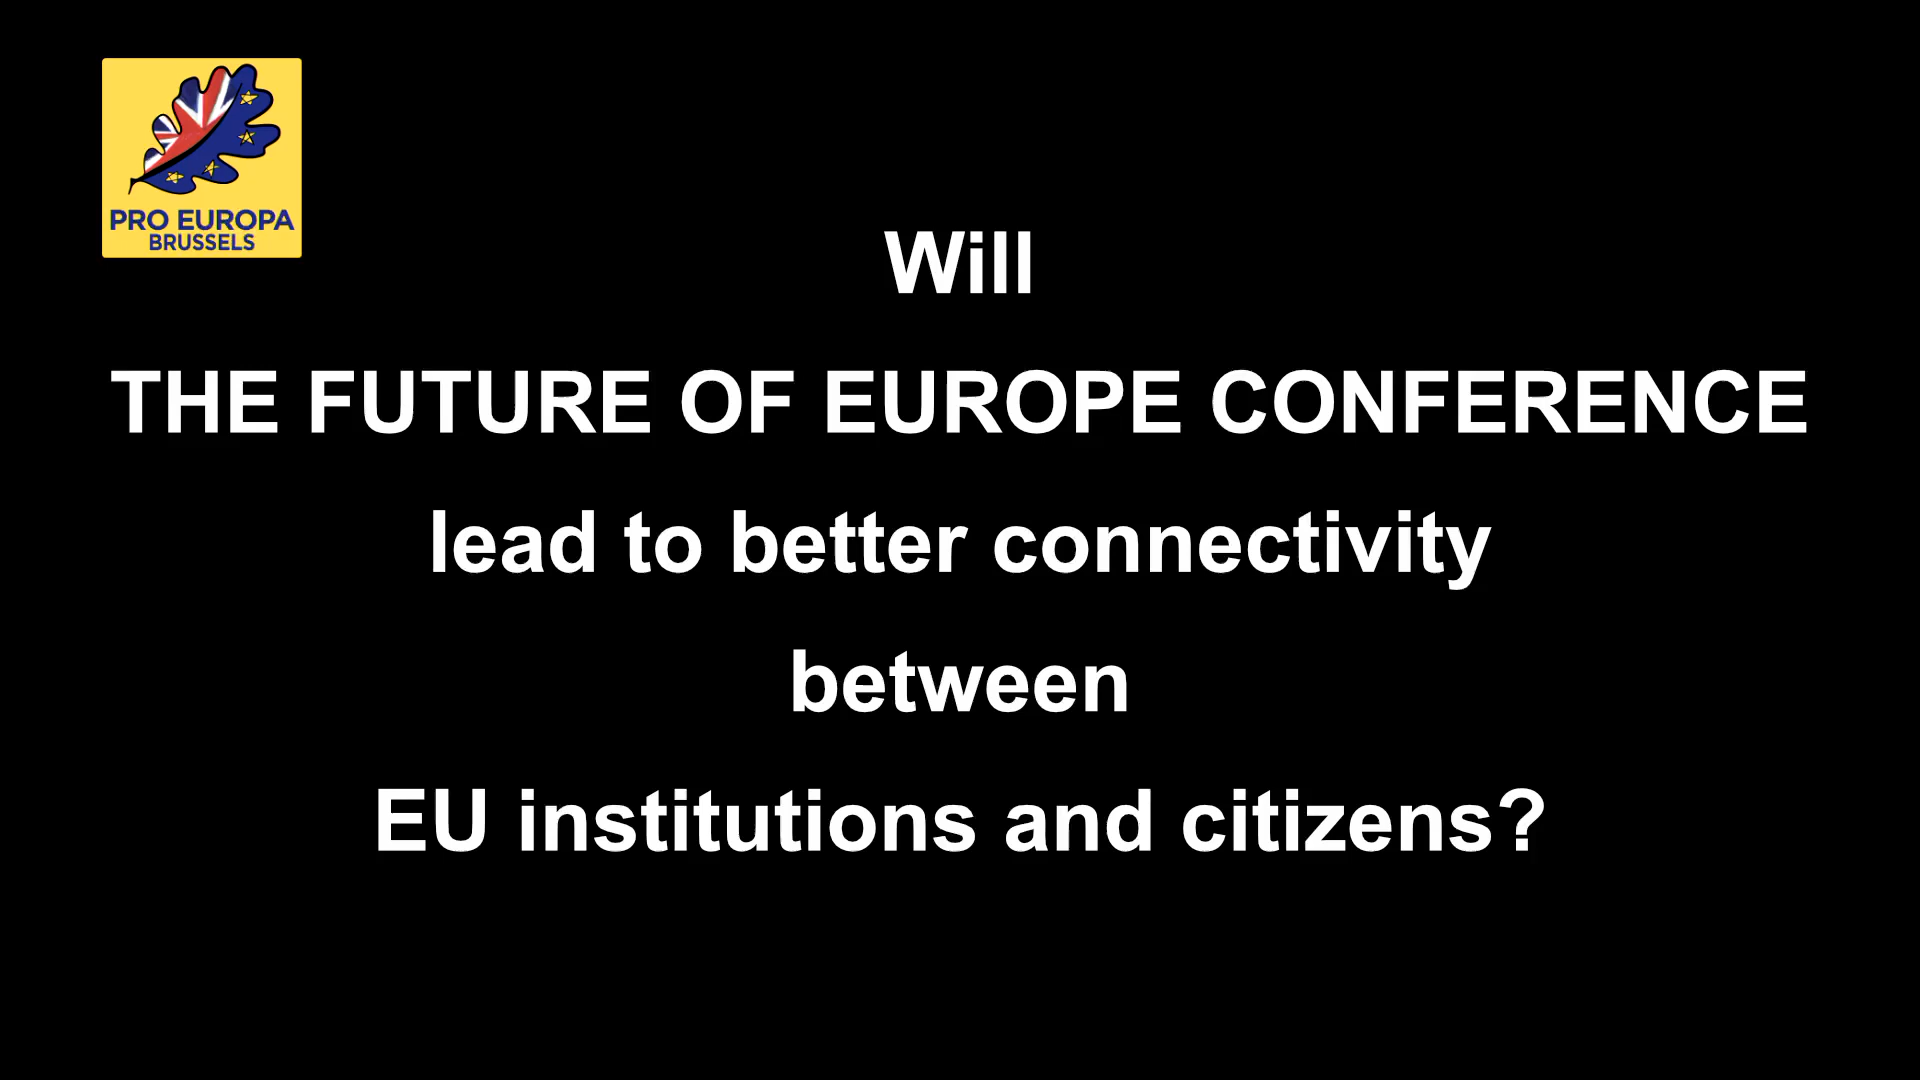 PRO EUROPA
BRUSSELS
Will
THE FUTURE OF EUROPE CONFERENCE
lead to better connectivity
between
EU institutions and citizens?